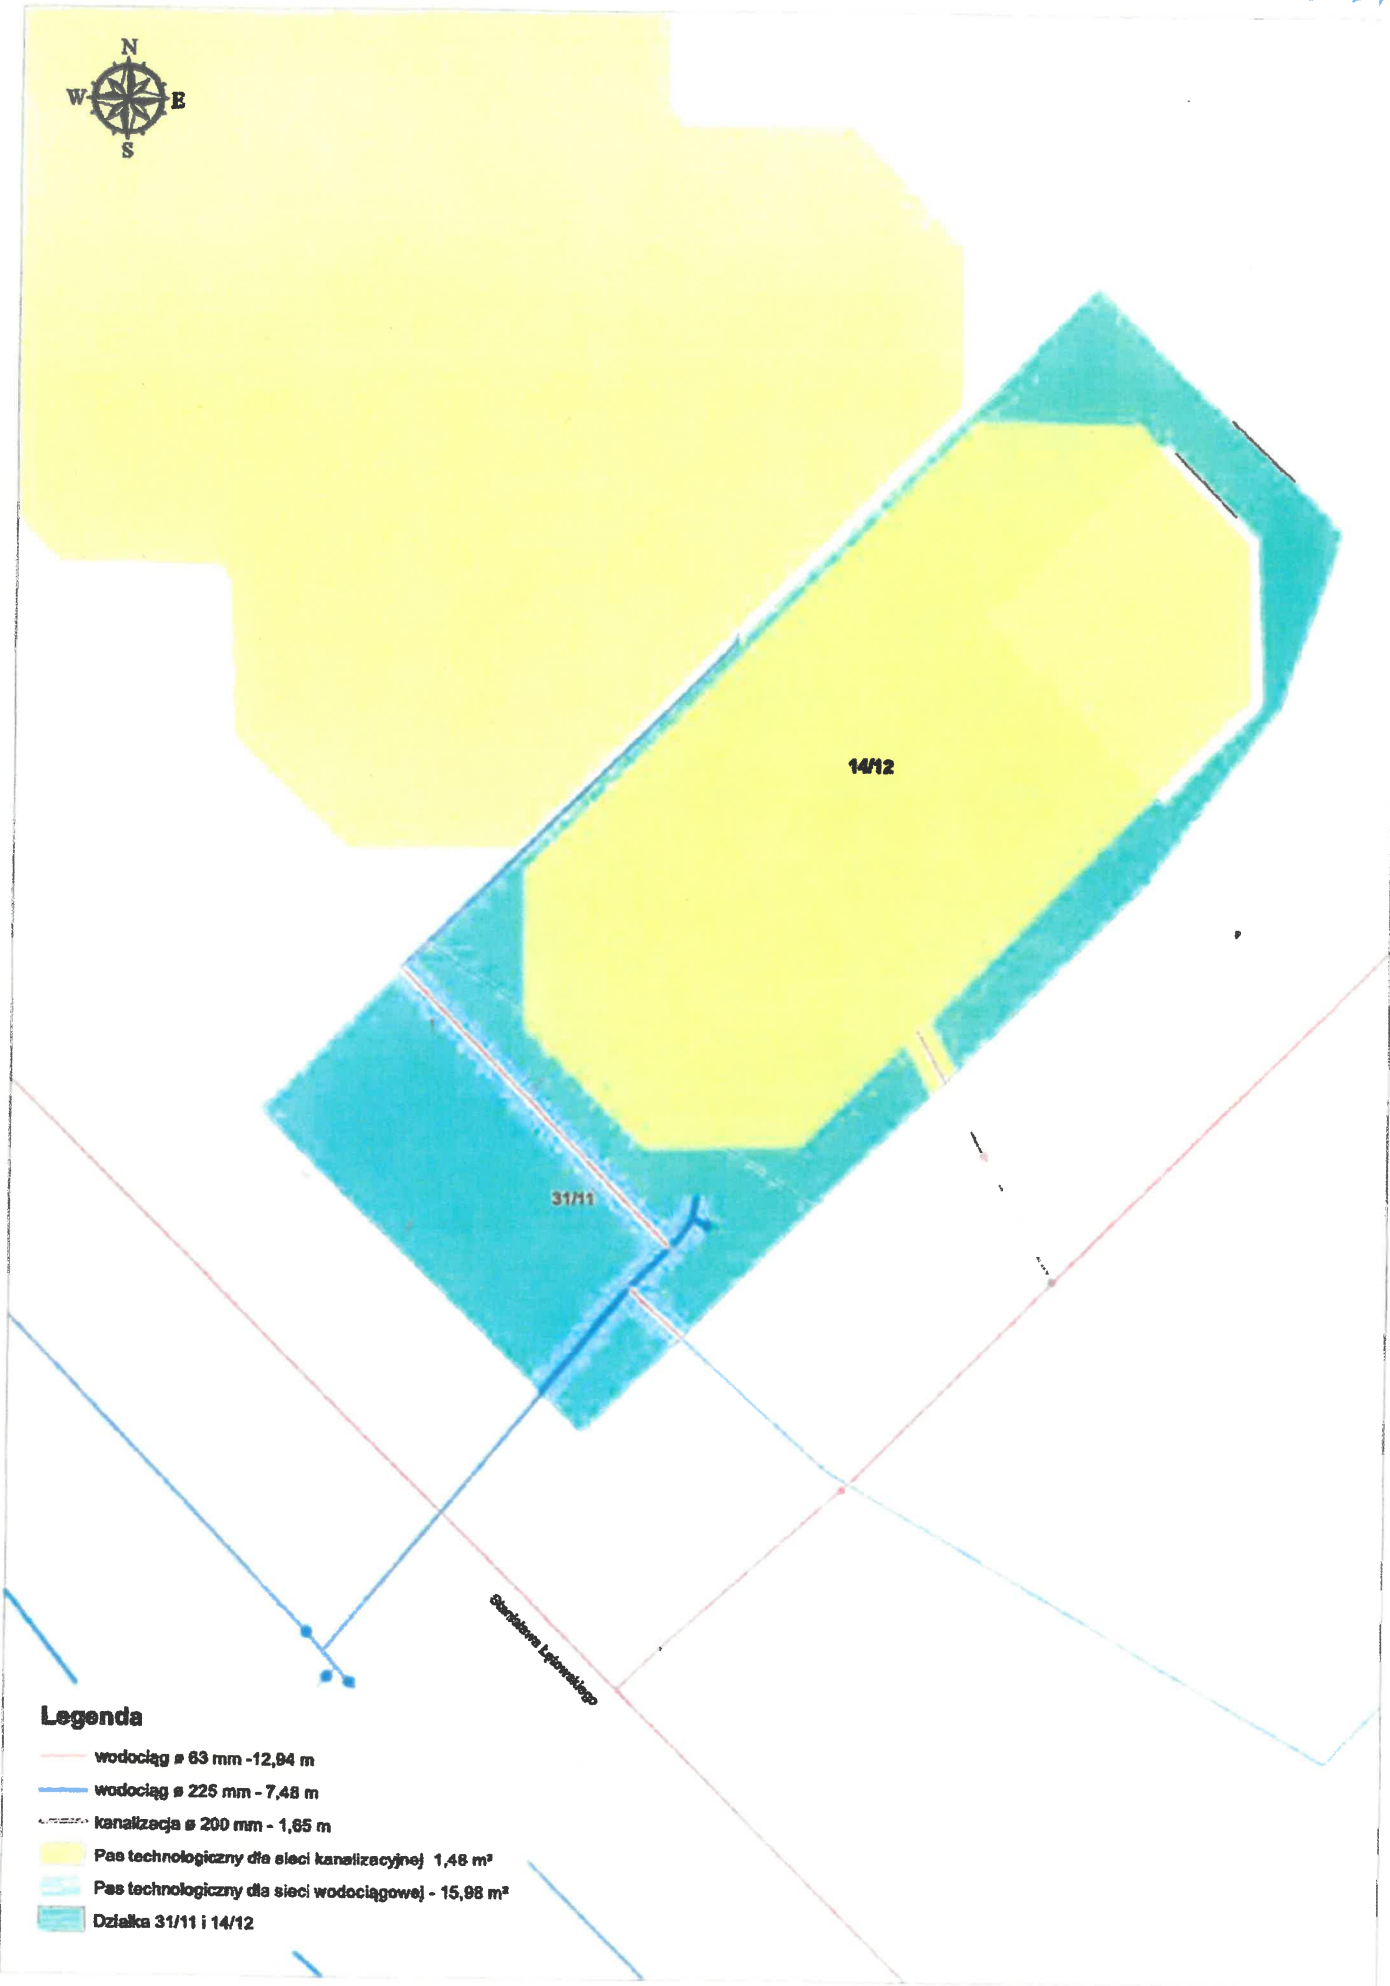 N
W E
S
14/12
31/11
Stanisława Łętowskiego
Legenda
wodociąg ø 63 mm -12,94 m
wodociąg ø 225 mm - 7,48 m
kanalizacja ø 200 mm - 1,65 m
Pas technologiczny dla sieci kanalizacyjnej 1,48 m²
Pas technologiczny dla sieci wodociągowej - 15,98 m²
Działka 31/11 i 14/12